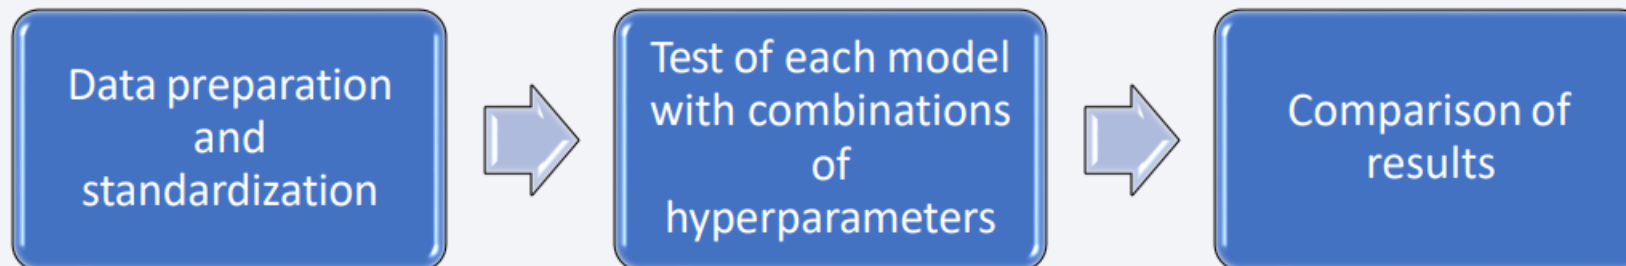 Data preparation
and
standardization
Test of each model
with combinations
of
hyperparameters
Comparison of
results